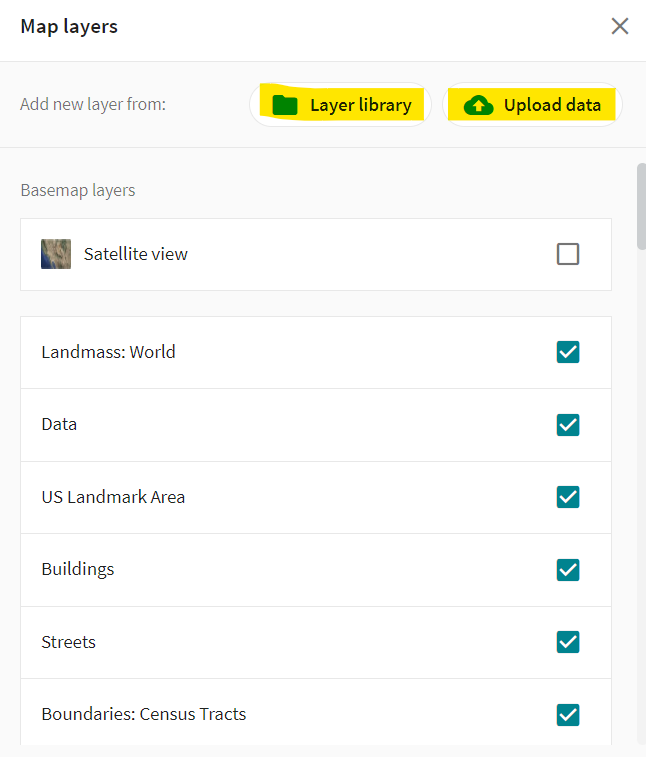 Map layers
Add new layer from: Layer library Upload data
Basemap layers
Satellite view
Landmass: World
Data
US Landmark Area
Buildings
Streets
Boundaries: Census Tracts